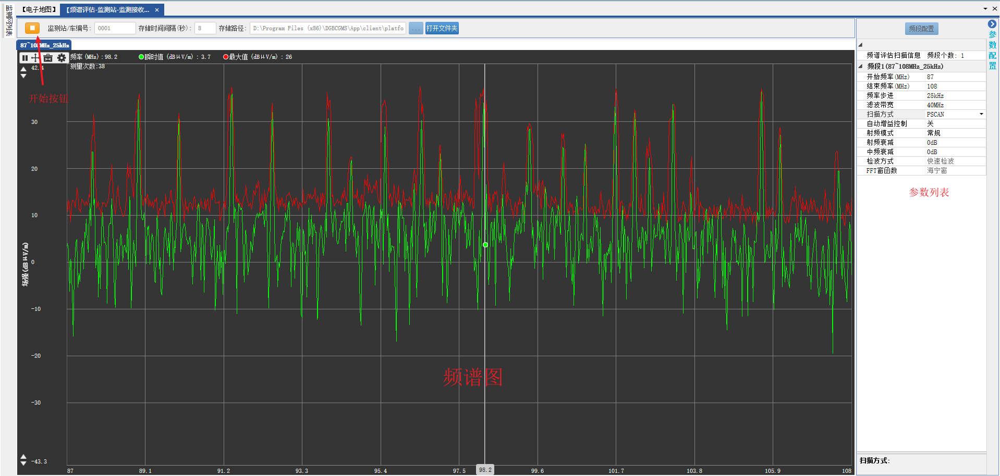 监测网列表
【电子地图】
【频谱评估-监测站-监测接收... ×
监测站/车编号: 0001 存储时间间隔(秒): 8 存储路径: D:\Program Files (x86)\DGBCGMS\App\client\platfo ... 打开文件夹
87~108MHz_25kHz
频率(MHz):98.2 瞬时值(dBμV/m):3.7 最大值(dBμV/m):26
测量次数:38
42.4
开始按钮
30
20
10
0
-10
-20
-30
-43.3
场强(dBμV/m)
频谱图
87 89.1 91.2 93.3 95.4 97.5 98.2 99.6 101.7 103.8 105.9 108
频段配置
频谱评估扫描信息 频段个数: 1
频段1(87~108MHz_25kHz)
开始频率(MHz) 87
结束频率(MHz) 108
频率步进 25kHz
滤波带宽 40MHz
扫描方式 PSCAN
自动增益控制 关
射频模式 常规
射频衰减 0dB
中频衰减 0dB
检波方式 快速检波
FFT窗函数 海宁窗
参数列表
扫描方式:
参数配置